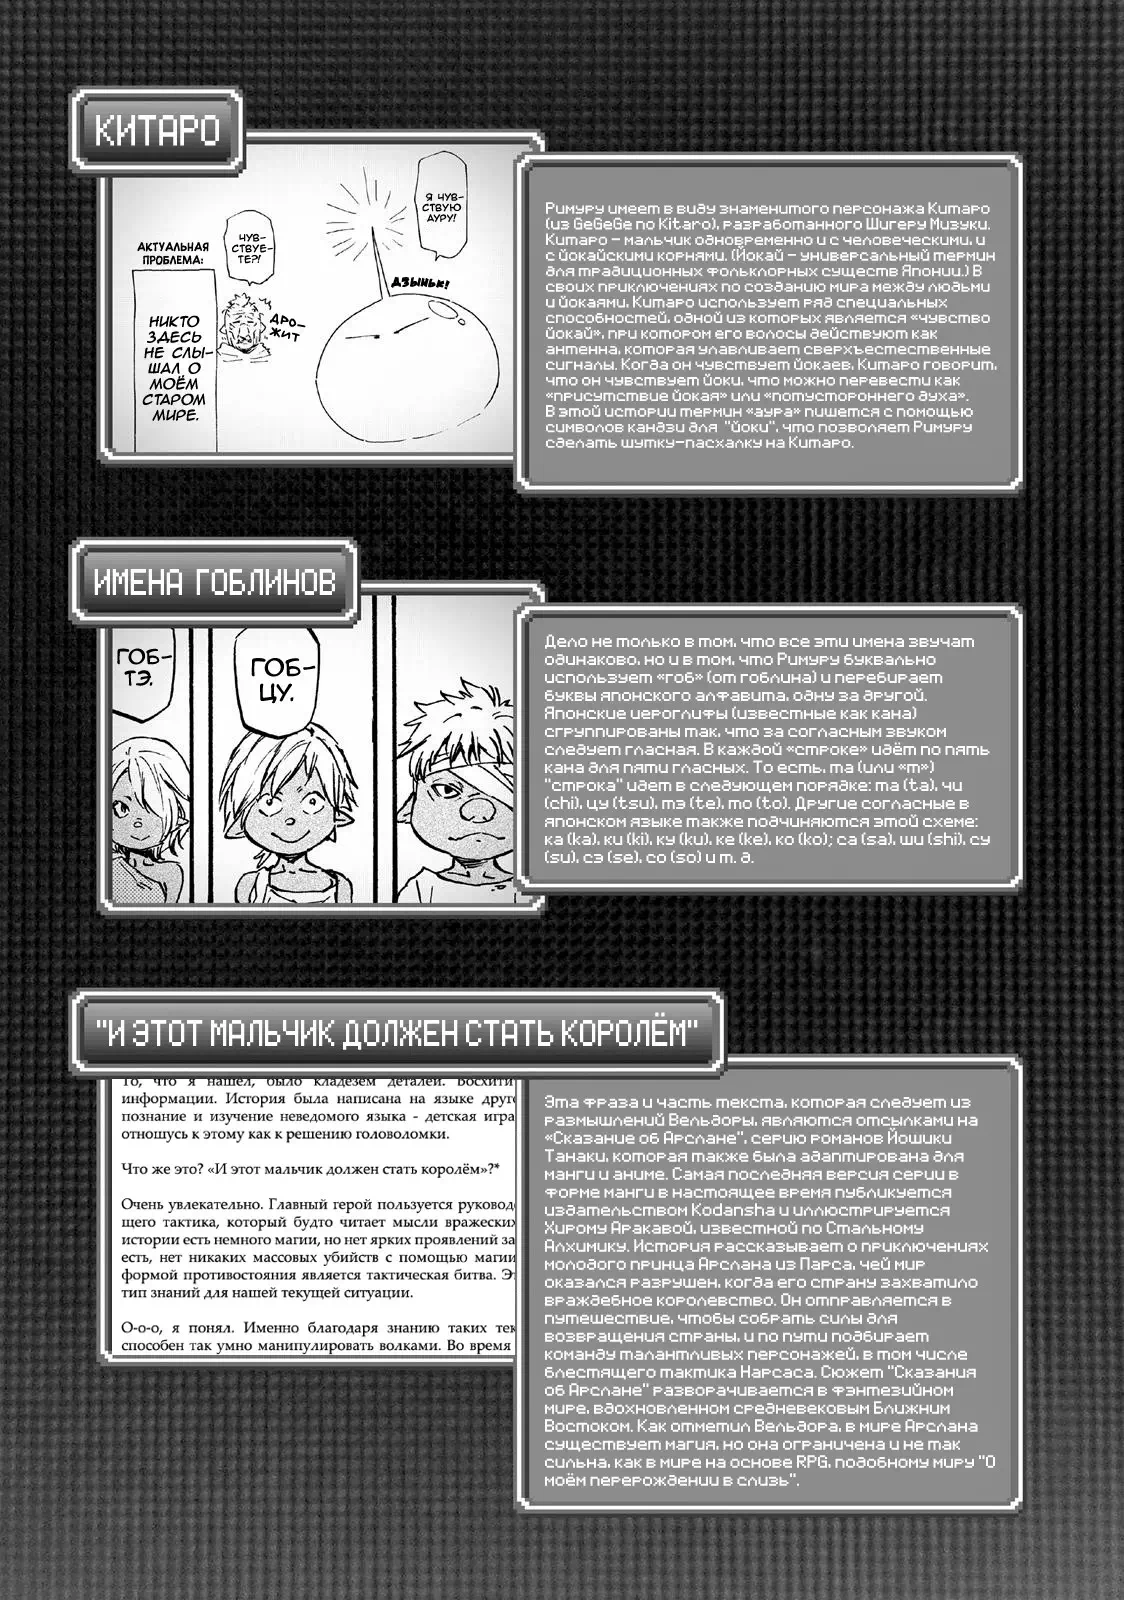 КИТАРО
Я ЧУВ-
СТВУЮ
АУРУ!
ЧУВ-
СТВУЕ-
ТЕ?!
АКТУАЛЬНАЯ
ПРОБЛЕМА:
ДЗЫНЬК!
ДРО-
ЖИТ
НИКТО
ЗДЕСЬ
НЕ СЛЫ-
ШАЛ О
МОЁМ
СТАРОМ
МИРЕ.
Римуру имеет в виду знаменитого персонажа Китаро
(из GeGeGe no Kitaro), разработанного Шигеру Мизуки.
Китаро – мальчик одновременно и с человеческими, и
с йокайскими корнями. (Йокай – универсальный термин
для традиционных фольклорных существ Японии.) В
своих приключениях по созданию мира между людьми
и йокаями, Китаро использует ряд специальных
способностей, одной из которых является «чувство
йокай», при котором его волосы действуют как
антенна, которая улавливает сверхъестественные
сигналы. Когда он чувствует йокаев, Китаро говорит,
что он чувствует йоки, что можно перевести как
«присутствие йокая» или «потустороннего духа».
В этой истории термин «аура» пишется с помощью
символов кандзи для "йоки", что позволяет Римуру
сделать шутку-пасхалку на Китаро.
ИМЕНА ГОБЛИНОВ
ГОБ-
ТЭ.
ГОБ-
ЦУ.
Дело не только в том, что все эти имена звучат
одинаково, но и в том, что Римуру буквально
использует «гоб» (от гоблина) и перебирает
буквы японского алфавита, одну за другой.
Японские иероглифы (известные как кана)
сгруппированы так, что за согласным звуком
следует гласная. В каждой «строке» идёт по пять
кана для пяти гласных. То есть, та (или «т»)
"строка" идет в следующем порядке: та (ta), чи
(chi), цу (tsu), тэ (te), то (to). Другие согласные в
японском языке также подчиняются этой схеме:
ка (ka), ки (ki), ку (ku), ке (ke), ко (ko); са (sa), ши (shi), су
(su), сэ (se), со (so) и т. д.
"И ЭТОТ МАЛЬЧИК ДОЛЖЕН СТАТЬ КОРОЛЁМ"
То, что я нашел, было кладезем деталей. Восхити
информации. История была написана на языке друго
познание и изучение неведомого языка - детская игра
отношусь к этому как к решению головоломки.
Что же это? «И этот мальчик должен стать королём»?*
Очень увлекательно. Главный герой пользуется руковод
щего тактика, который будто читает мысли вражеских
истории есть немного магии, но нет ярких проявлений за
есть, нет никаких массовых убийств с помощью магии
формой противостояния является тактическая битва. Э
тип знаний для нашей текущей ситуации.
О-о-о, я понял. Именно благодаря знанию таких тек
способен так умно манипулировать волками. Во время
Эта фраза и часть текста, которая следует из
размышлений Вельдоры, являются отсылками на
«Сказание об Арслане", серию романов Йошики
Танаки, которая также была адаптирована для
манги и аниме. Самая последняя версия серии в
форме манги в настоящее время публикуется
издательством Kodansha и иллюстрируется
Хирому Аракавой, известной по Стальному
Алхимику. История рассказывает о приключениях
молодого принца Арслана из Парса, чей мир
оказался разрушен, когда его страну захватило
враждебное королевство. Он отправляется в
путешествие, чтобы собрать силы для
возвращения страны, и по пути подбирает
команду талантливых персонажей, в том числе
блестящего тактика Нарсаса. Сюжет "Сказания
об Арслане" разворачивается в фэнтезийном
мире, вдохновленном средневековым Ближним
Востоком. Как отметил Вельдора, в мире Арслана
существует магия, но она ограничена и не так
сильна, как в мире на основе RPG, подобному миру "О
моём перерождении в слизь".